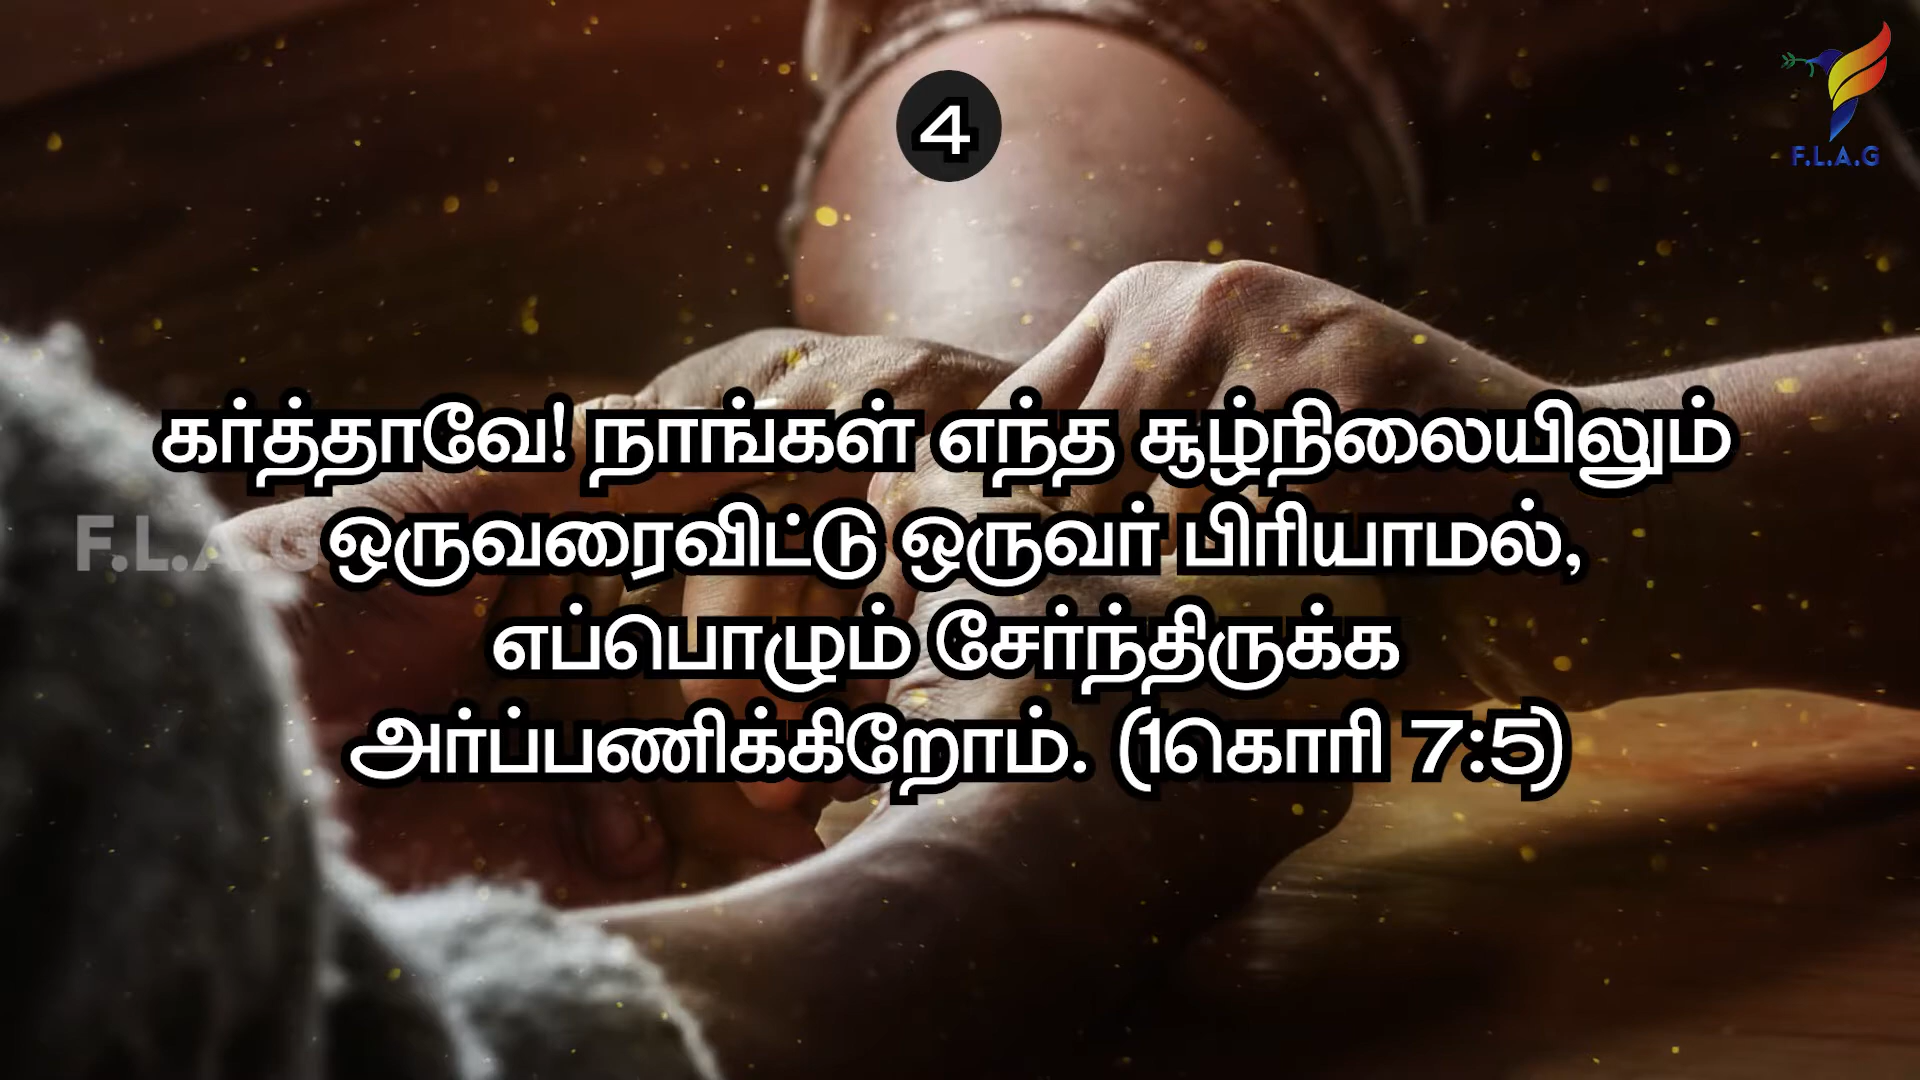 4
F.L.A.G
கர்த்தாவே! நாங்கள் எந்த சூழ்நிலையிலும்
ஒருவரைவிட்டு ஒருவர் பிரியாமல்,
F.L.A.G
எப்பொழும் சேர்ந்திருக்க
அர்ப்பணிக்கிறோம். (1கொரி 7:5)